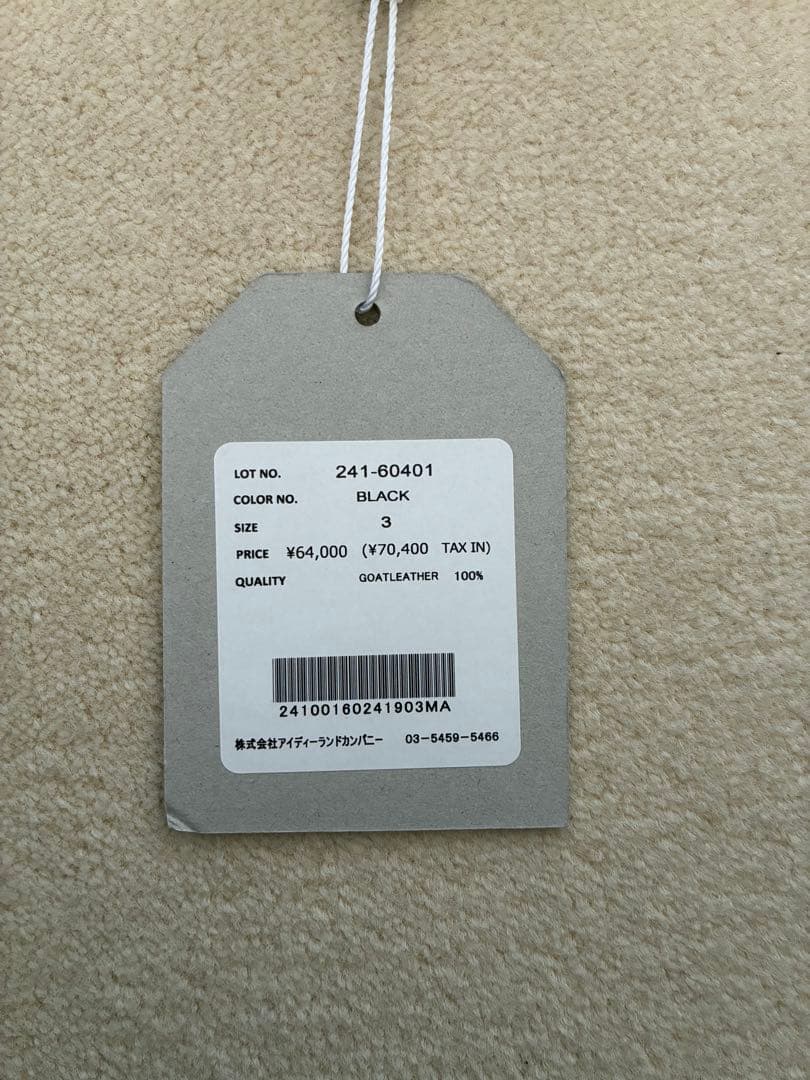 LOT NO. 241-60401
COLOR NO. BLACK
SIZE 3
PRICE ¥64,000 (¥70,400 TAX IN)
QUALITY GOATLEATHER 100%
24100160241903MA
株式会社アイディーランドカンパニー 03-5459-5466